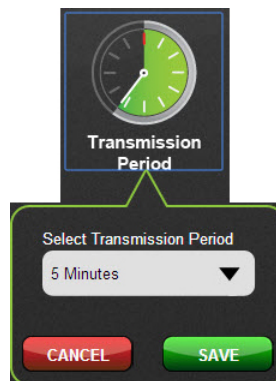 Transmission
Period
Select Transmission Period
5 Minutes
CANCEL
SAVE